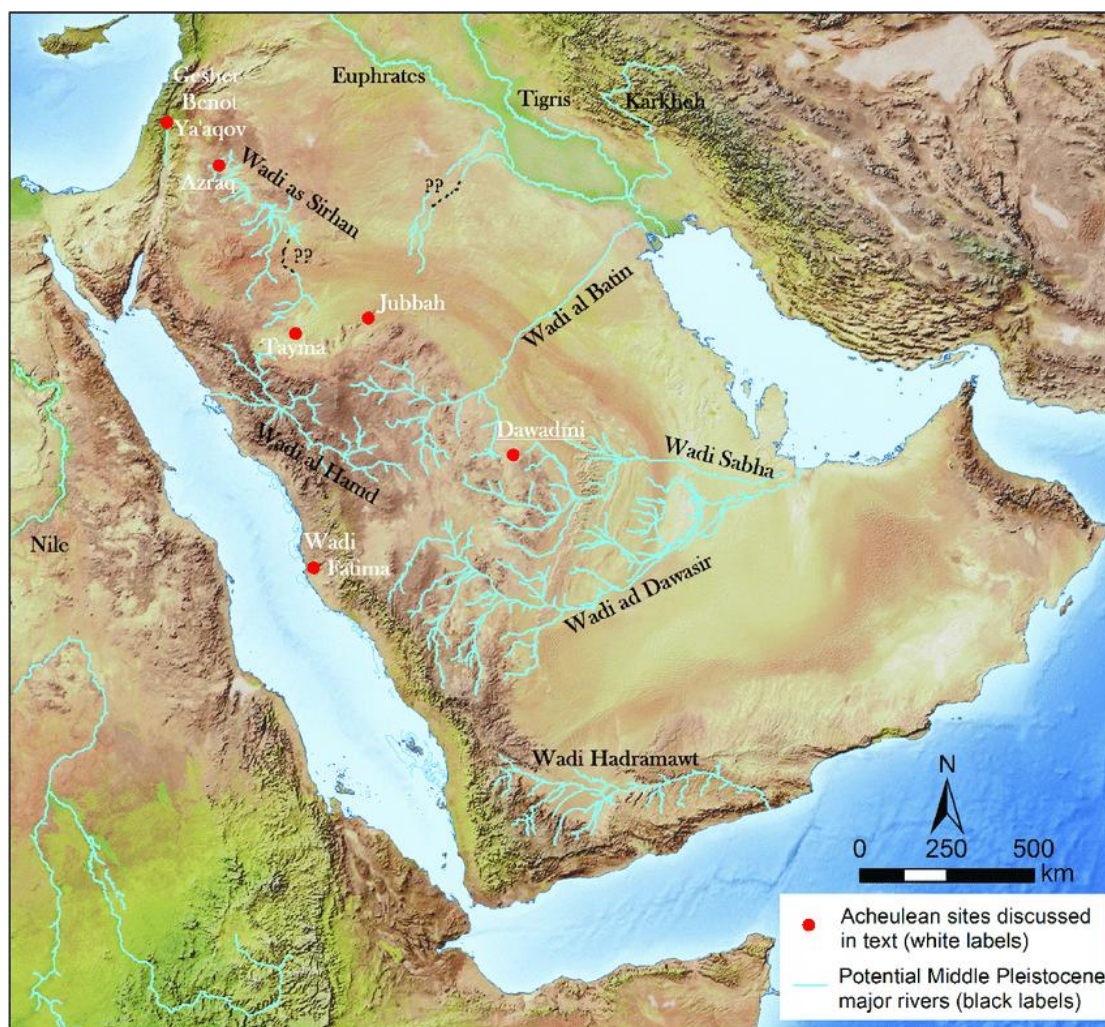 Gesher
Benot
Ya'aqov
Azraq
Euphrates
Tigris
Karkheh
Wadi as Sirhan
??
??
Jubbah
Tayma
Wadi al Batin
Wadi al Hamd
Dawadmi
Wadi Sabha
Nile
Wadi
Fatima
Wadi ad Dawasir
Wadi Hadramawt
N
0 250 500
km
Acheulean sites discussed
in text (white labels)
Potential Middle Pleistocene
major rivers (black labels)